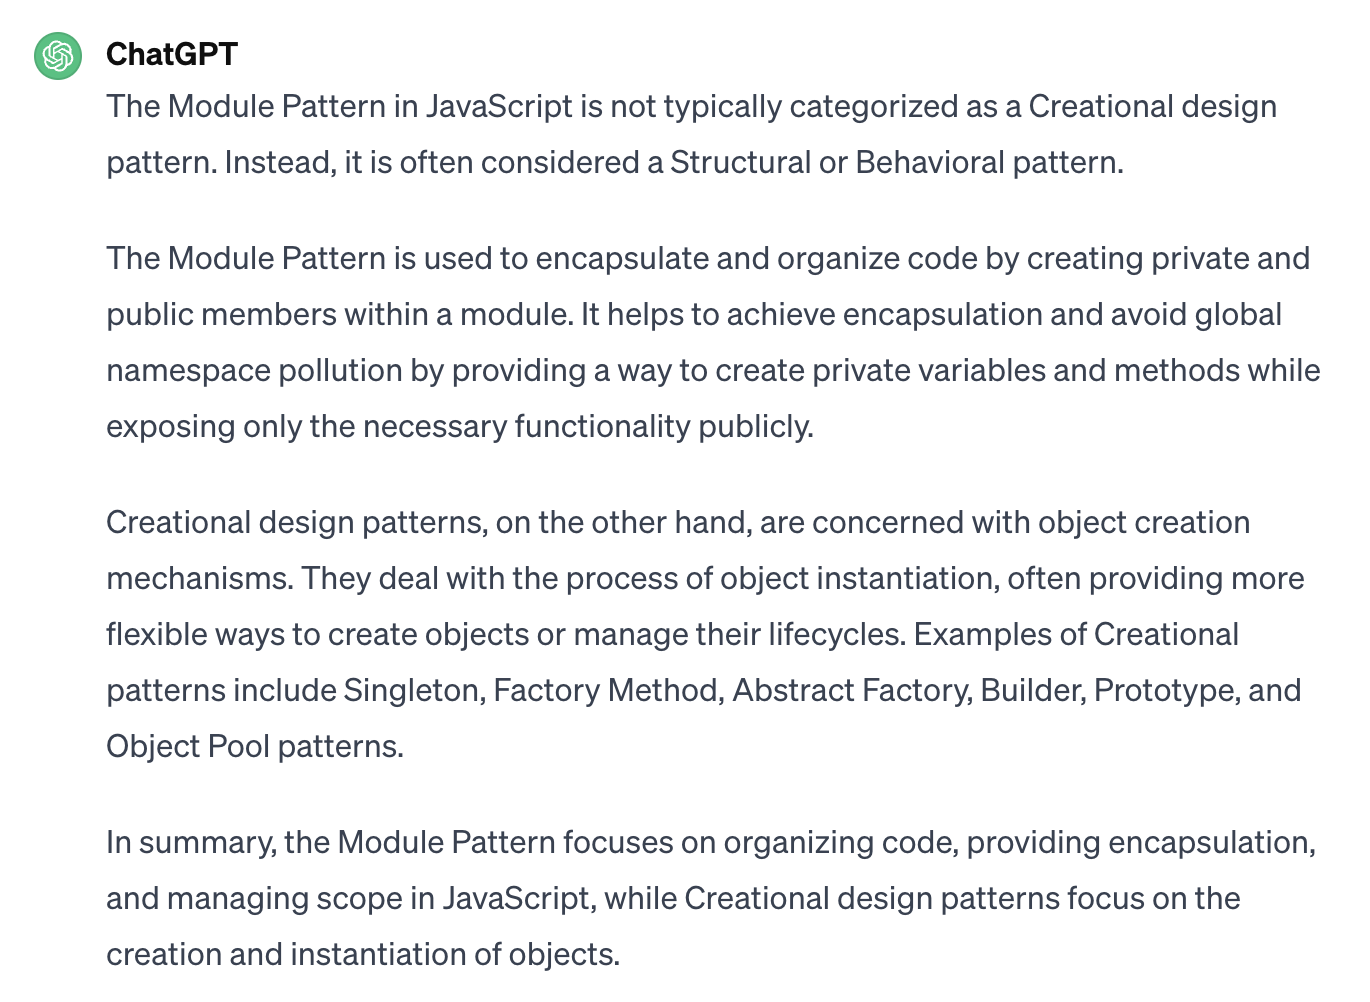 ChatGPT
The Module Pattern in JavaScript is not typically categorized as a Creational design
pattern. Instead, it is often considered a Structural or Behavioral pattern.
The Module Pattern is used to encapsulate and organize code by creating private and
public members within a module. It helps to achieve encapsulation and avoid global
namespace pollution by providing a way to create private variables and methods while
exposing only the necessary functionality publicly.
Creational design patterns, on the other hand, are concerned with object creation
mechanisms. They deal with the process of object instantiation, often providing more
flexible ways to create objects or manage their lifecycles. Examples of Creational
patterns include Singleton, Factory Method, Abstract Factory, Builder, Prototype, and
Object Pool patterns.
In summary, the Module Pattern focuses on organizing code, providing encapsulation,
and managing scope in JavaScript, while Creational design patterns focus on the
creation and instantiation of objects.